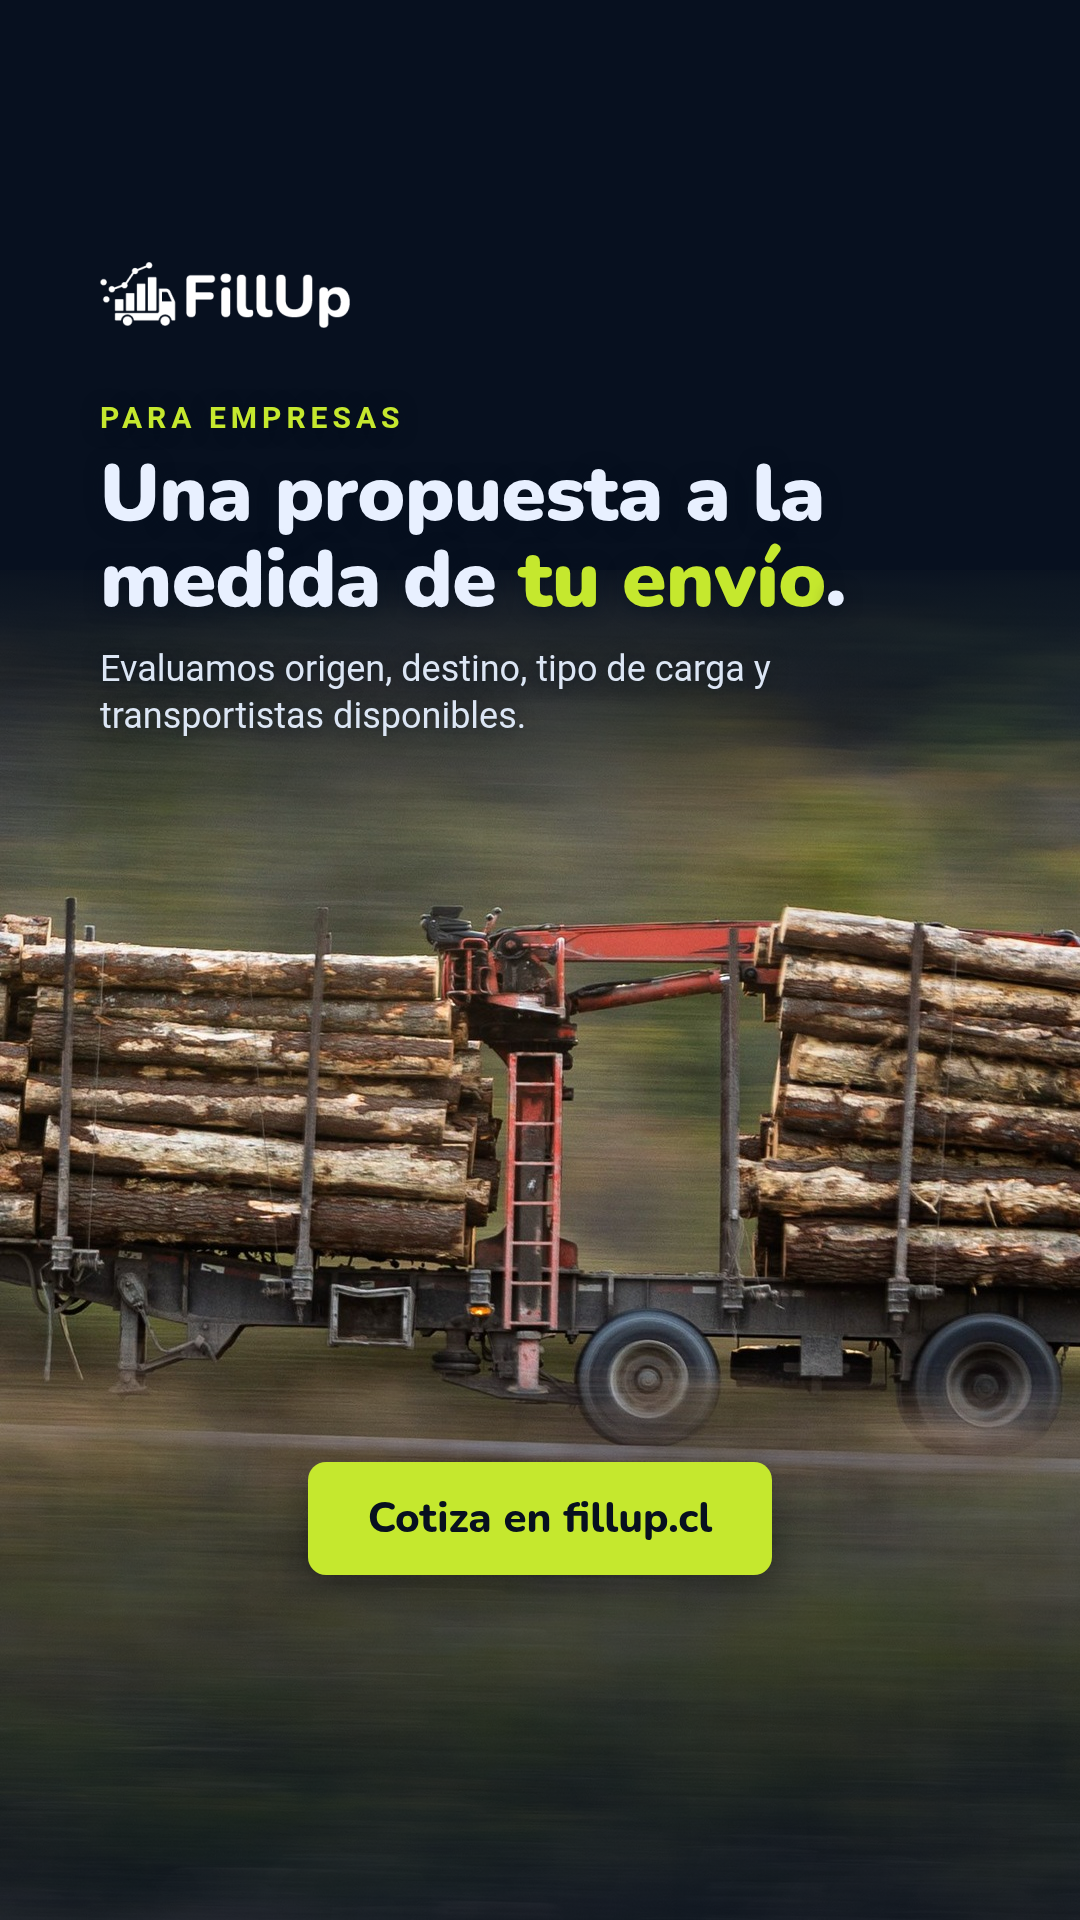 FillUp
PARA EMPRESAS
Una propuesta a la
medida de tu envío.
Evaluamos origen, destino, tipo de carga y
transportistas disponibles.
Cotiza en fillup.cl